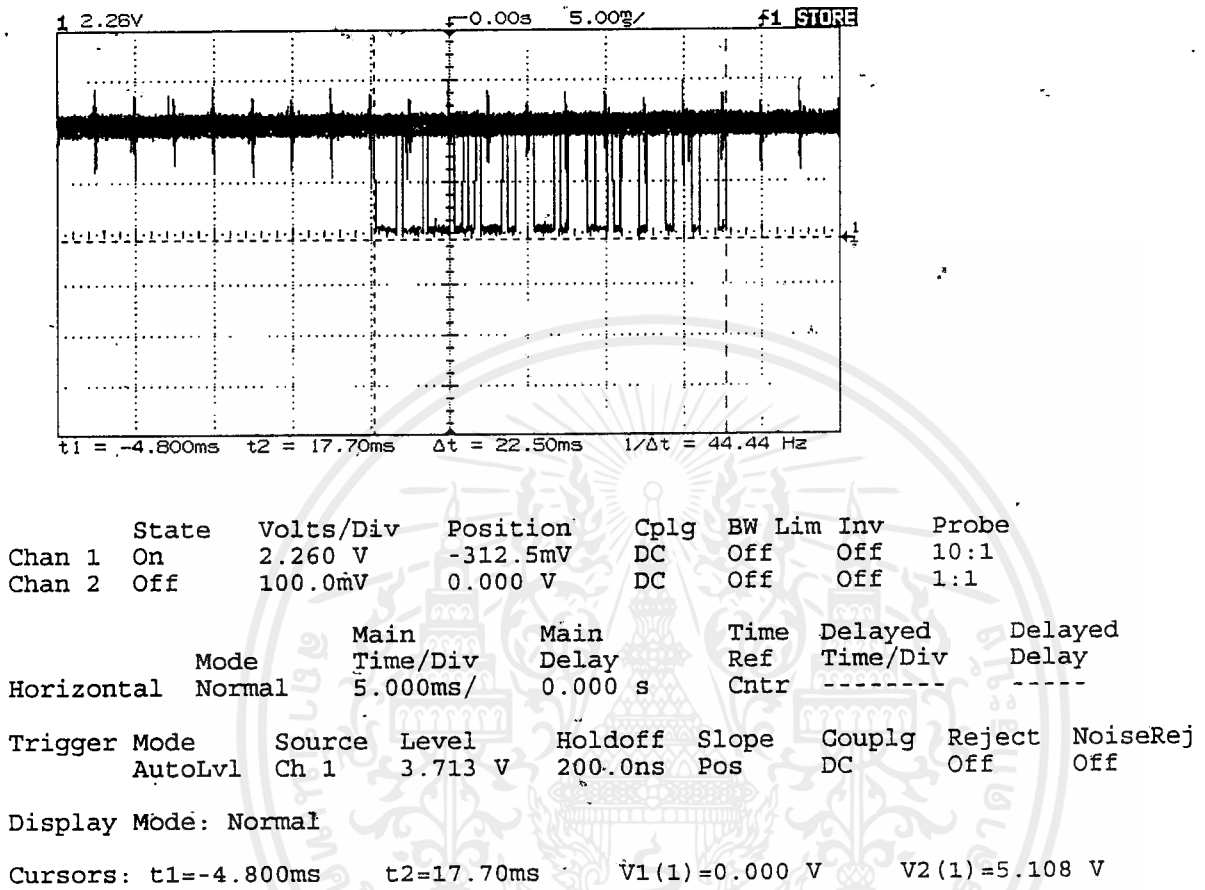 1 2.26V 0.00s 5.00㎳/ f1 STORE
1
t1 = -4.800ms t2 = 17.70ms Δt = 22.50ms 1/Δt = 44.44 Hz
State Volts/Div Position Cplg BW Lim Inv Probe
Chan 1 On 2.260 V -312.5mV DC Off Off 10:1
Chan 2 Off 100.0mV 0.000 V DC Off Off 1:1
Main Main Time Delayed Delayed
Mode Time/Div Delay Ref Time/Div Delay
Horizontal Normal 5.000ms/ 0.000 s Cntr -------- -----
Trigger Mode Source Level Holdoff Slope Couplg Reject NoiseRej
AutoLvl Ch 1 3.713 V 200.0ns Pos DC Off Off
Display Mode: Normal
Cursors: t1=-4.800ms t2=17.70ms V1(1)=0.000 V V2(1)=5.108 V